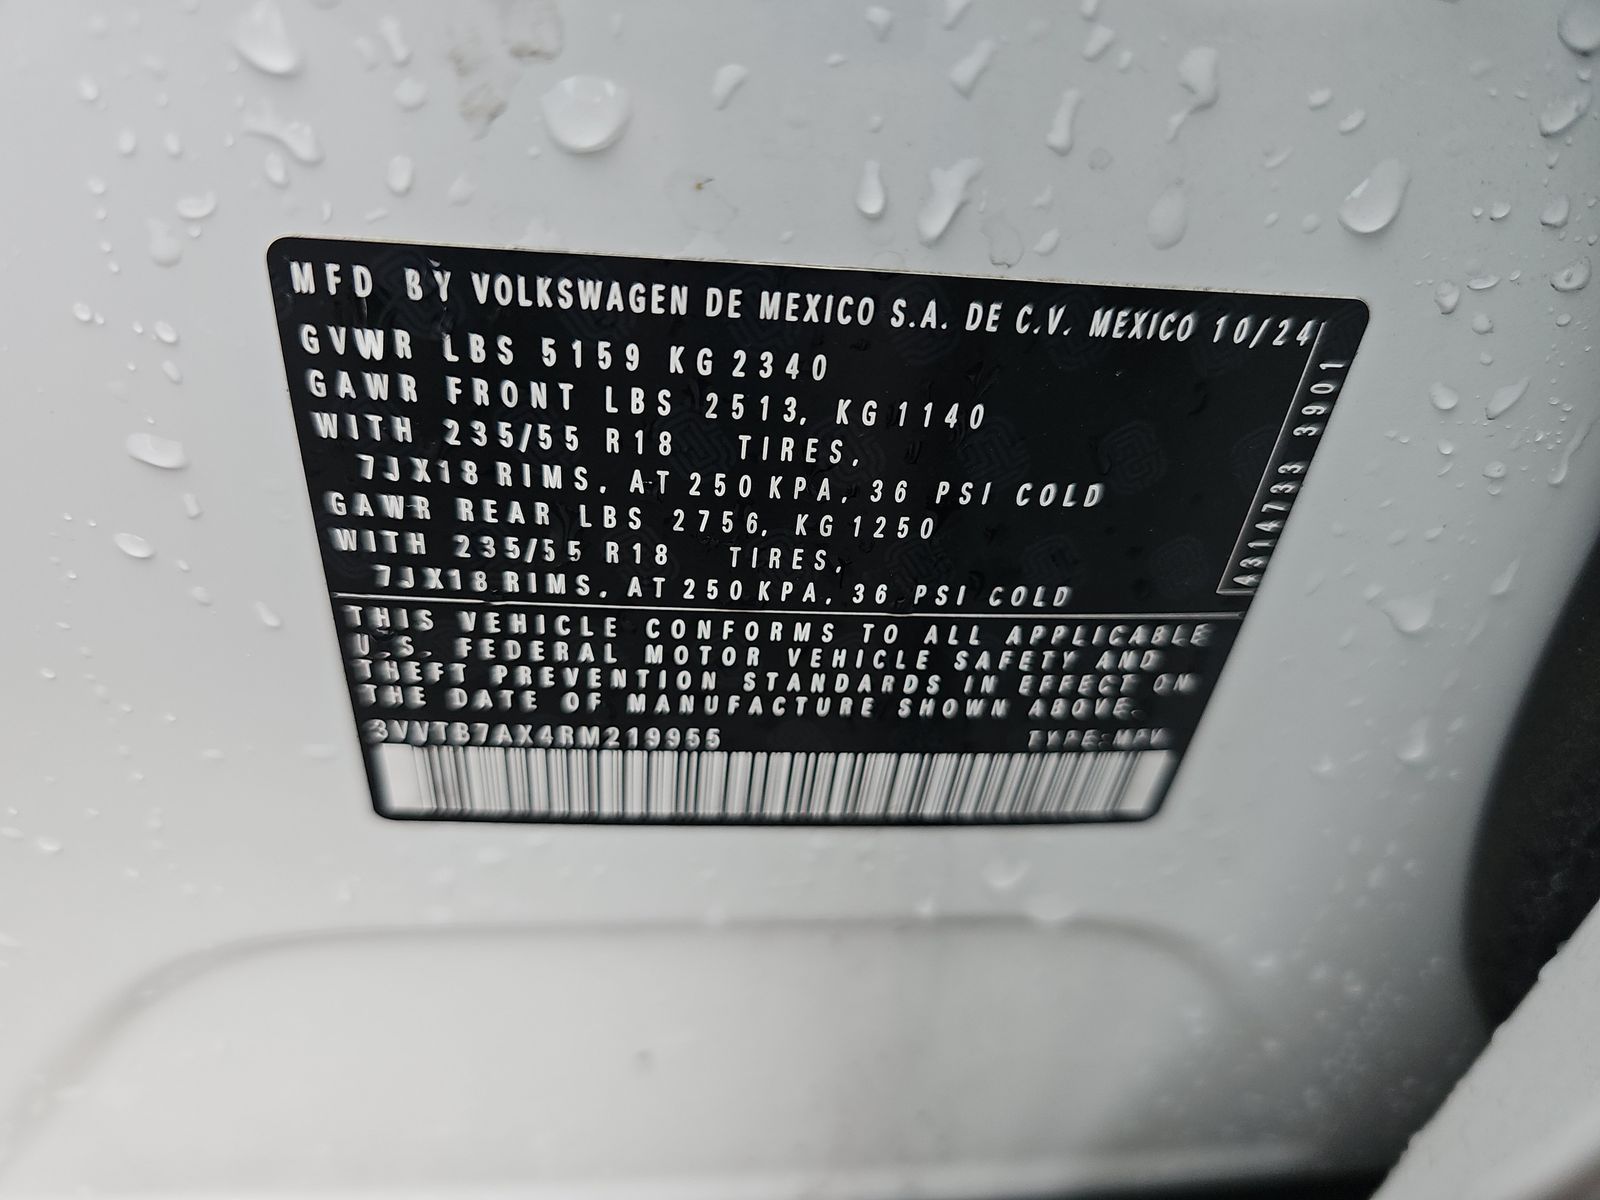 MFD BY VOLKSWAGEN DE MEXICO S.A. DE C.V. MEXICO 10/24
GVWR LBS 5159 KG 2340
GAWR FRONT LBS 2513, KG 1140
WITH 235/55 R18 TIRES,
7JX18 RIMS, AT 250 KPA, 36 PSI COLD
GAWR REAR LBS 2756, KG 1250
WITH 235/55 R18 TIRES,
7JX18 RIMS, AT 250 KPA, 36 PSI COLD
THIS VEHICLE CONFORMS TO ALL APPLICABLE
U.S. FEDERAL MOTOR VEHICLE SAFETY AND
THEFT PREVENTION STANDARDS IN EFFECT ON
THE DATE OF MANUFACTURE SHOWN ABOVE.
3VVTB7AX4RM219955 TYPE: MPV
A314733 3901